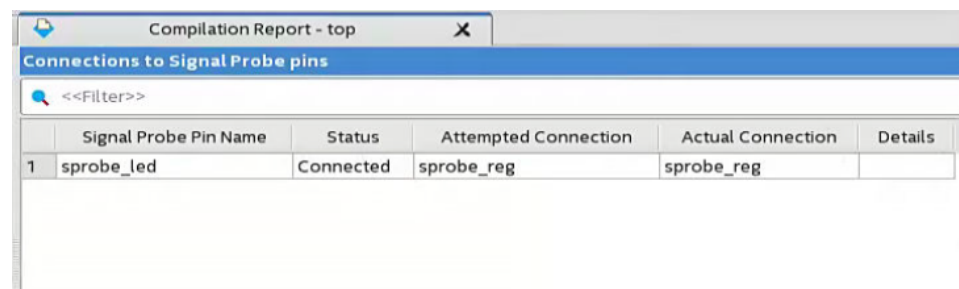 Compilation Report - top X
Connections to Signal Probe pins
<<Filter>>
Signal Probe Pin Name Status Attempted Connection Actual Connection Details
1 sprobe_led Connected sprobe_reg sprobe_reg